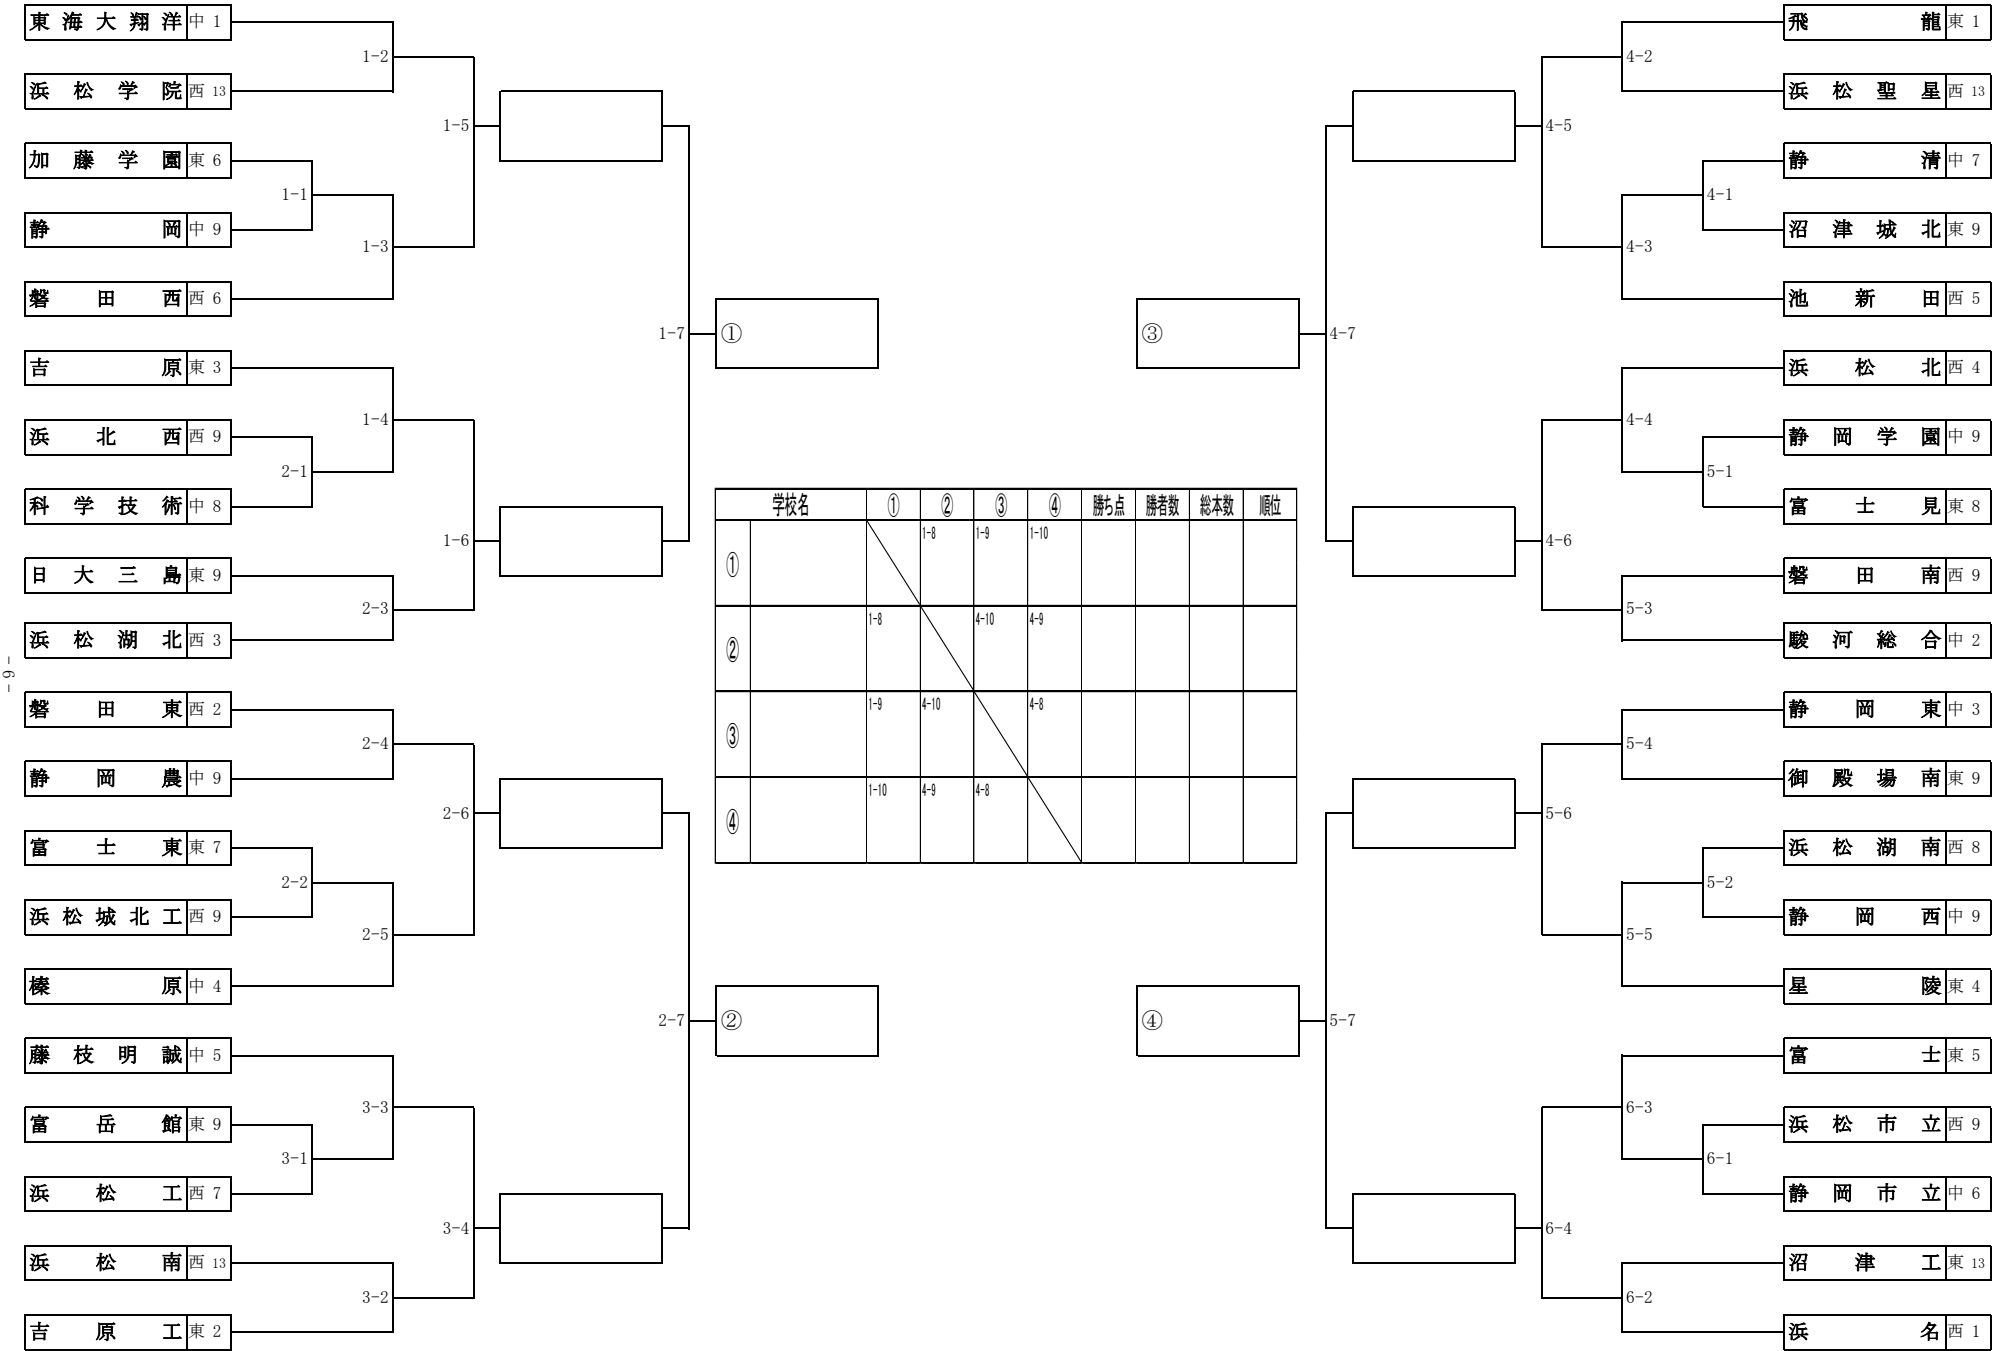 東海大翔洋 中 1
1-2
浜松学院 西 13
1-5
加藤学園 東 6
1-1
静岡 中 9
1-3
磐田西 西 6
1-7 ①
吉原 東 3
1-4
浜北西 西 9
2-1
科学技術 中 8
1-6
日大三島 東 9
2-3
浜松湖北 西 3
- 9 -
磐田東 西 2
2-4
静岡農 中 9
2-6
富士東 東 7
2-2
浜松城北工 西 9
2-5
榛原 中 4
2-7 ②
藤枝明誠 中 5
3-3
富岳館 東 9
3-1
浜松工 西 7
3-4
浜松南 西 13
3-2
吉原工 東 2
学校名 ① ② ③ ④ 勝ち点 勝者数 総本数 順位
① 1-8 1-9 1-10
② 1-8 4-10 4-9
③ 1-9 4-10 4-8
④ 1-10 4-9 4-8
飛龍 東 1
4-2
浜松聖星 西 13
4-5
静清 中 7
4-1
沼津城北 東 9
4-3
池新田 西 5
③ 4-7
浜松北 西 4
4-4
静岡学園 中 9
5-1
富士見 東 8
4-6
磐田南 西 9
5-3
駿河総合 中 2
静岡東 中 3
5-4
御殿場南 東 9
5-6
浜松湖南 西 8
5-2
静岡西 中 9
5-5
星陵 東 4
④ 5-7
富士 東 5
6-3
浜松市立 西 9
6-1
静岡市立 中 6
6-4
沼津工 東 13
6-2
浜名 西 1